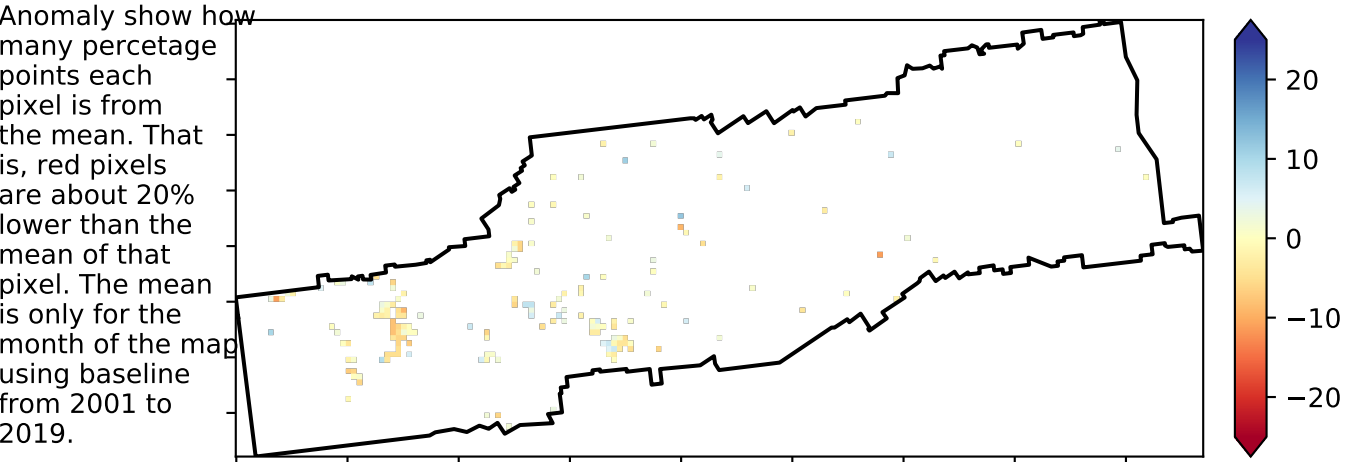 Anomaly show how
many percetage
points each
pixel is from
the mean. That
is, red pixels
are about 20%
lower than the
mean of that
pixel. The mean
is only for the
month of the map
using baseline
from 2001 to
2019.
20
10
0
−10
−20